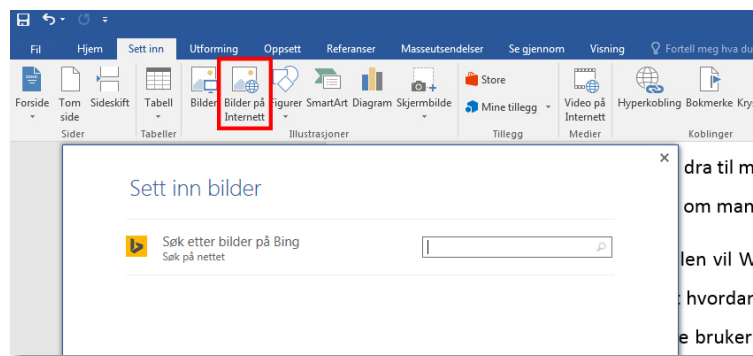 Fil Hjem Sett inn Utforming Oppsett Referanser Masseutsendelser Se gjennom Visning Fortell meg hva du
Forside Tom side Sideskift Tabell Bilder Bilder på Internett Figurer SmartArt Diagram Skjermbilde Store Mine tillegg Video på Internett Hyperkobling Bokmerke Kry
Sider Tabeller Illustrasjoner Tillegg Medier Koblinger
dra til m
Sett inn bilder
om man
Søk etter bilder på Bing
Søk på nettet
len vil W
hvordan
e bruker